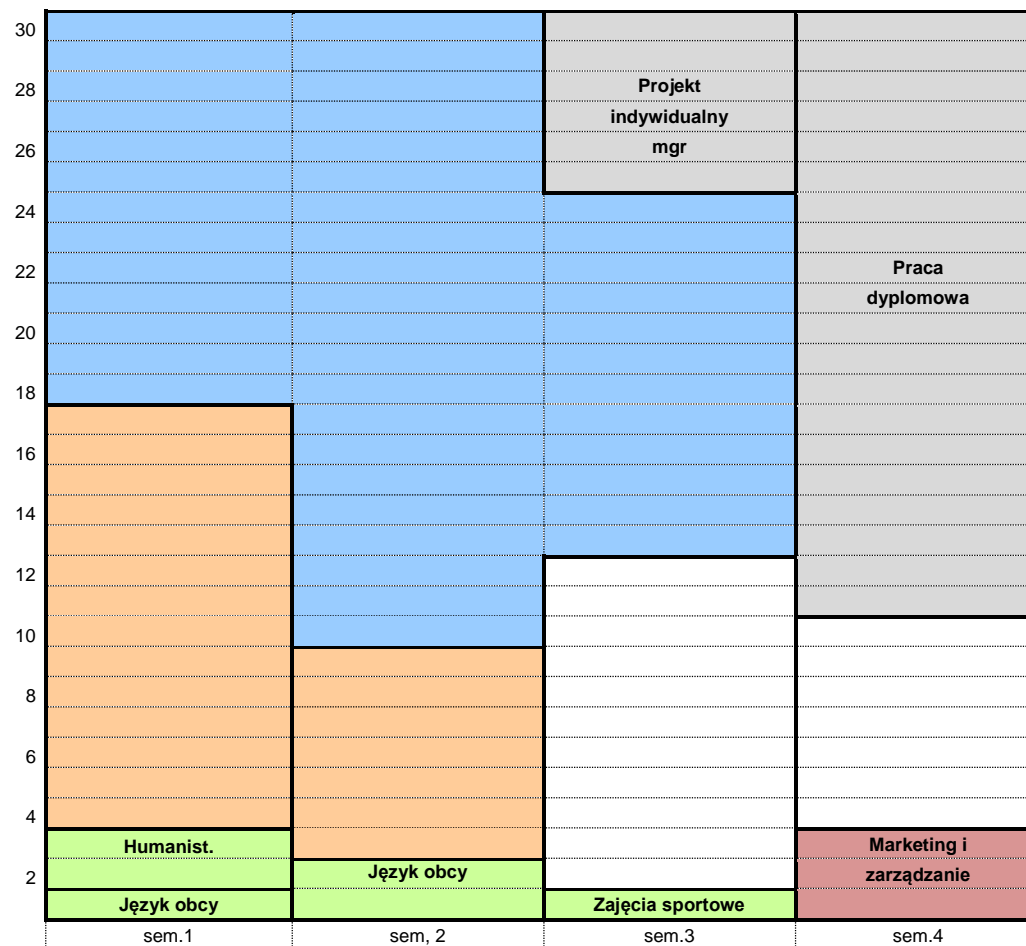 30
28
Projekt
indywidualny
mgr
26
24
22
Praca
dyplomowa
20
18
16
14
12
10
8
6
4
Humanist.
Marketing i
zarządzanie
Język obcy
2
Język obcy
Zajęcia sportowe
sem.1
sem, 2
sem.3
sem.4